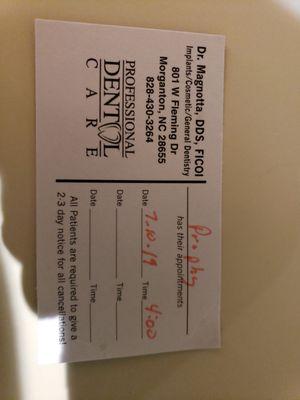 Dr. Magnotta, DDS, FICOI
Implants/Cosmetic/General Dentistry
801 W Fleming Dr
Morganton, NC 28655
828-430-3264
PROFESSIONAL
DENTAL
CARE
Prophy
has their appointments
Date 7-10-19 Time 4:00
Date Time
Date Time
All Patients are required to give a
2-3 day notice for all cancellations!